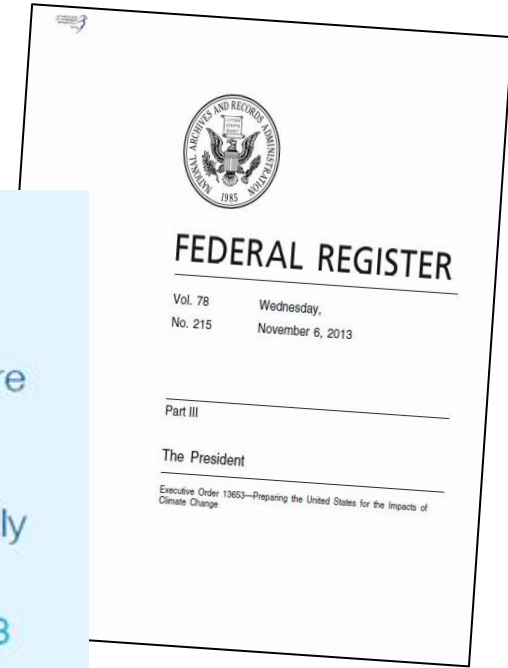 NATIONAL ARCHIVES AND RECORDS ADMINISTRATION
1985
FEDERAL REGISTER
Vol. 78 Wednesday,
No. 215 November 6, 2013
Part III
The President
Executive Order 13653—Preparing the United States for the Impacts of
Climate Change
re
ly
3